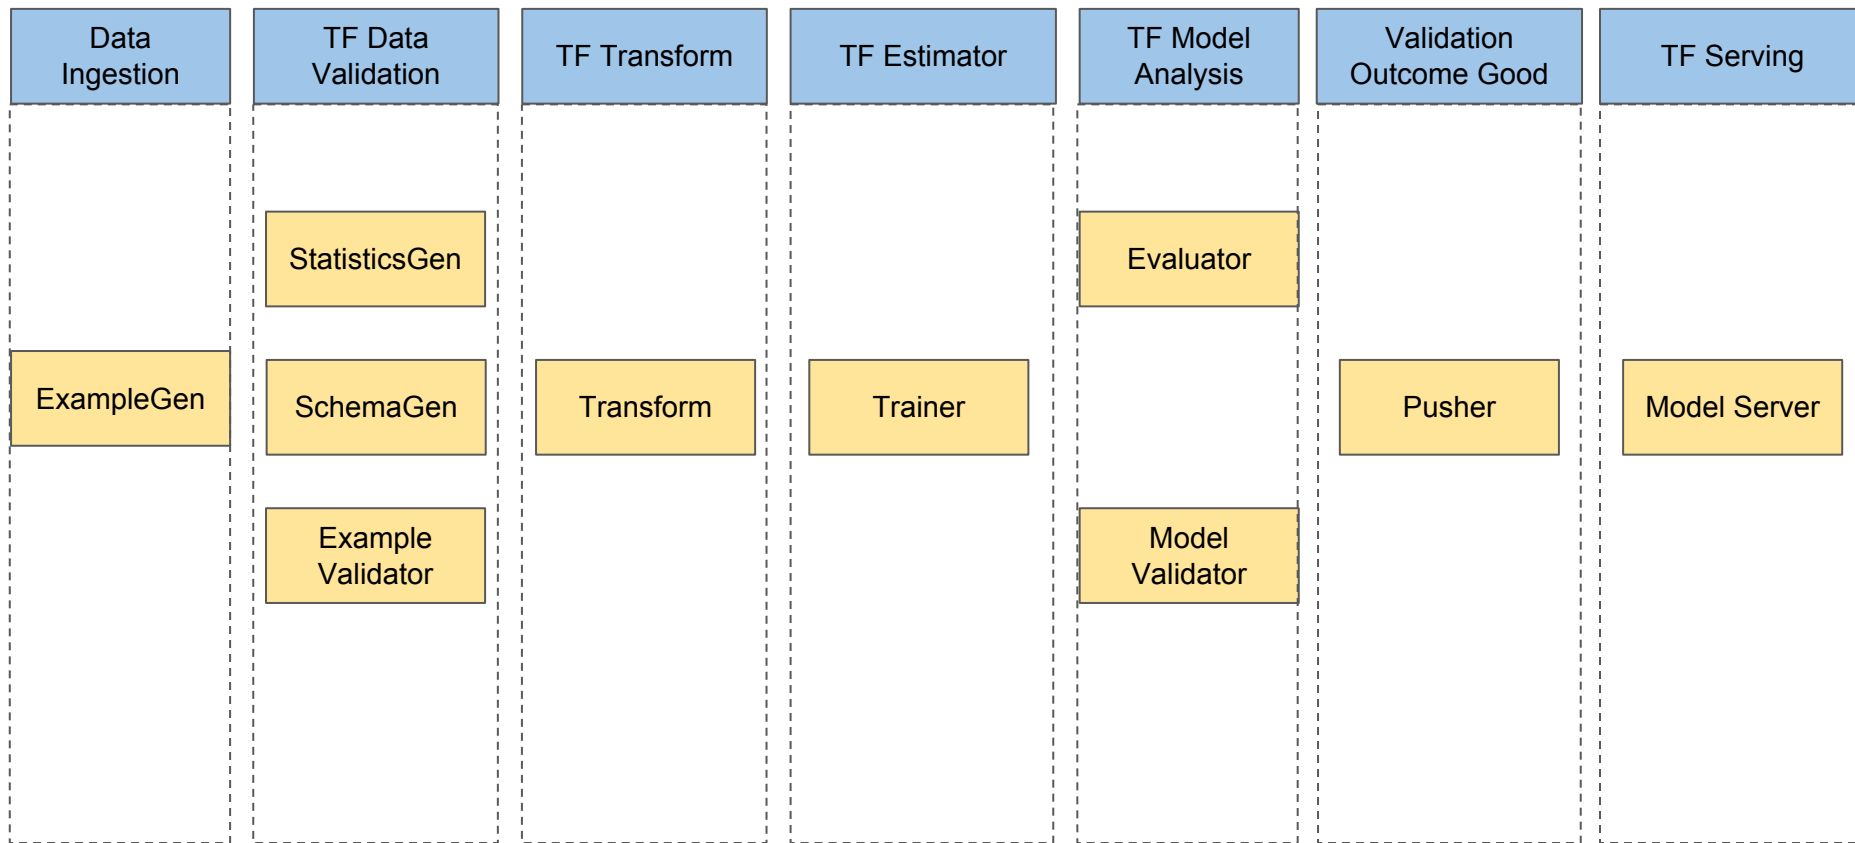 Data
Ingestion
TF Data
Validation
TF Transform
TF Estimator
TF Model
Analysis
Validation
Outcome Good
TF Serving
StatisticsGen
Evaluator
ExampleGen
SchemaGen
Transform
Trainer
Pusher
Model Server
Example
Validator
Model
Validator